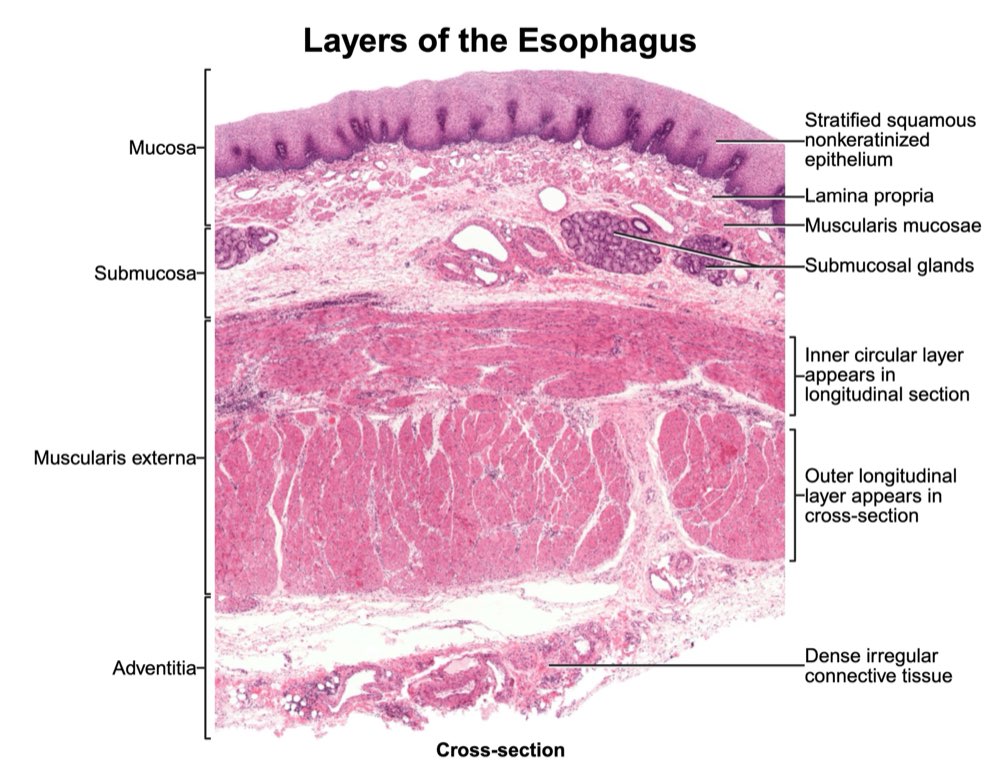 Layers of the Esophagus
Mucosa
Submucosa
Muscularis externa
Adventitia
Stratified squamous
nonkeratinized
epithelium
Lamina propria
Muscularis mucosae
Submucosal glands
Inner circular layer
appears in
longitudinal section
Outer longitudinal
layer appears in
cross-section
Dense irregular
connective tissue
Cross-section